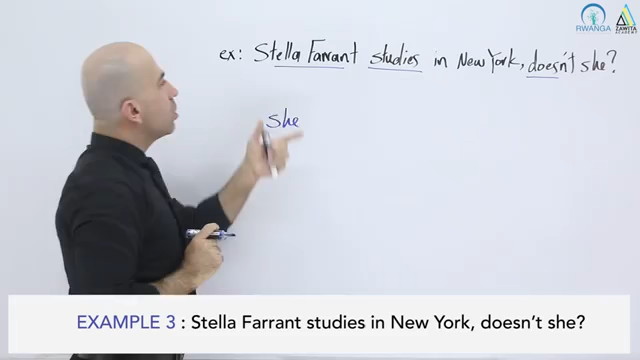 RWANGA
ZAWITA
ACADEMY
ex: Stella Farrant studies in New York, doesn't she?
she
EXAMPLE 3 : Stella Farrant studies in New York, doesn't she?